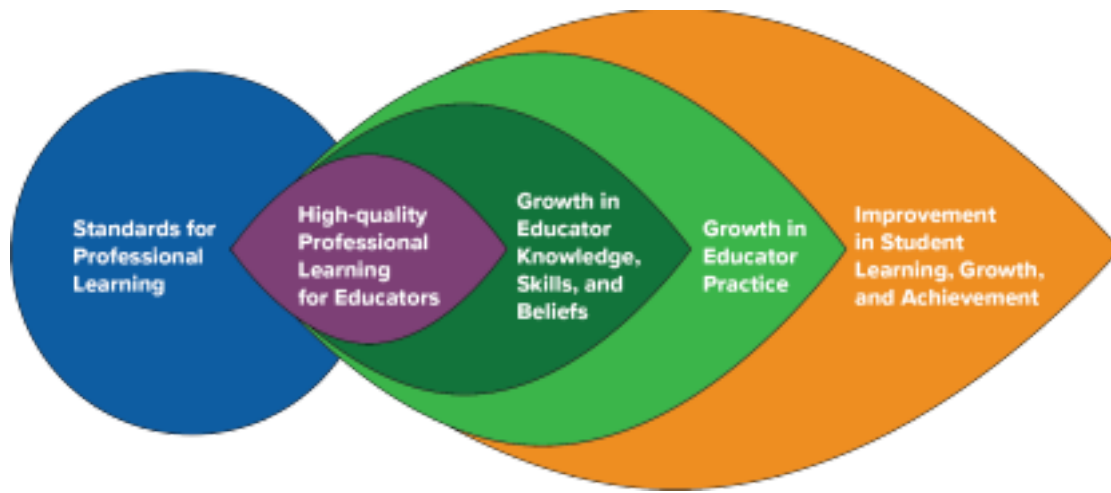 Standards for
Professional
Learning
High-quality
Professional
Learning
for Educators
Growth in
Educator
Knowledge,
Skills, and
Beliefs
Growth in
Educator
Practice
Improvement
in Student
Learning, Growth,
and Achievement